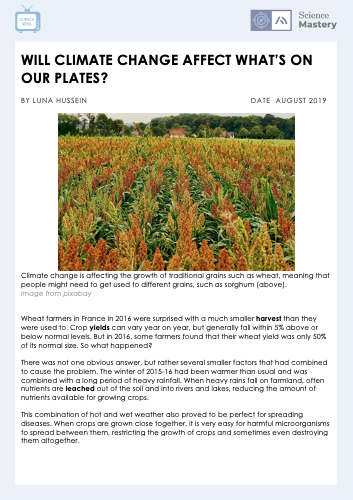 SCIENCE
NEWS
Science
Mastery
WILL CLIMATE CHANGE AFFECT WHAT'S ON
OUR PLATES?
BY LUNA HUSSEIN DATE AUGUST 2019
Climate change is affecting the growth of traditional grains such as wheat, meaning that
people might need to get used to different grains, such as sorghum (above).
Image from pixabay
Wheat farmers in France in 2016 were surprised with a much smaller harvest than they
were used to. Crop yields can vary year on year, but generally fall within 5% above or
below normal levels. But in 2016, some farmers found that their wheat yield was only 50%
of its normal size. So what happened?
There was not one obvious answer, but rather several smaller factors that had combined
to cause the problem. The winter of 2015-16 had been warmer than usual and was
combined with a long period of heavy rainfall. When heavy rains fall on farmland, often
nutrients are leached out of the soil and into rivers and lakes, reducing the amount of
nutrients available for growing crops.
This combination of hot and wet weather also proved to be perfect for spreading
diseases. When crops are grown close together, it is very easy for harmful microorganisms
to spread between them, restricting the growth of crops and sometimes even destroying
them altogether.